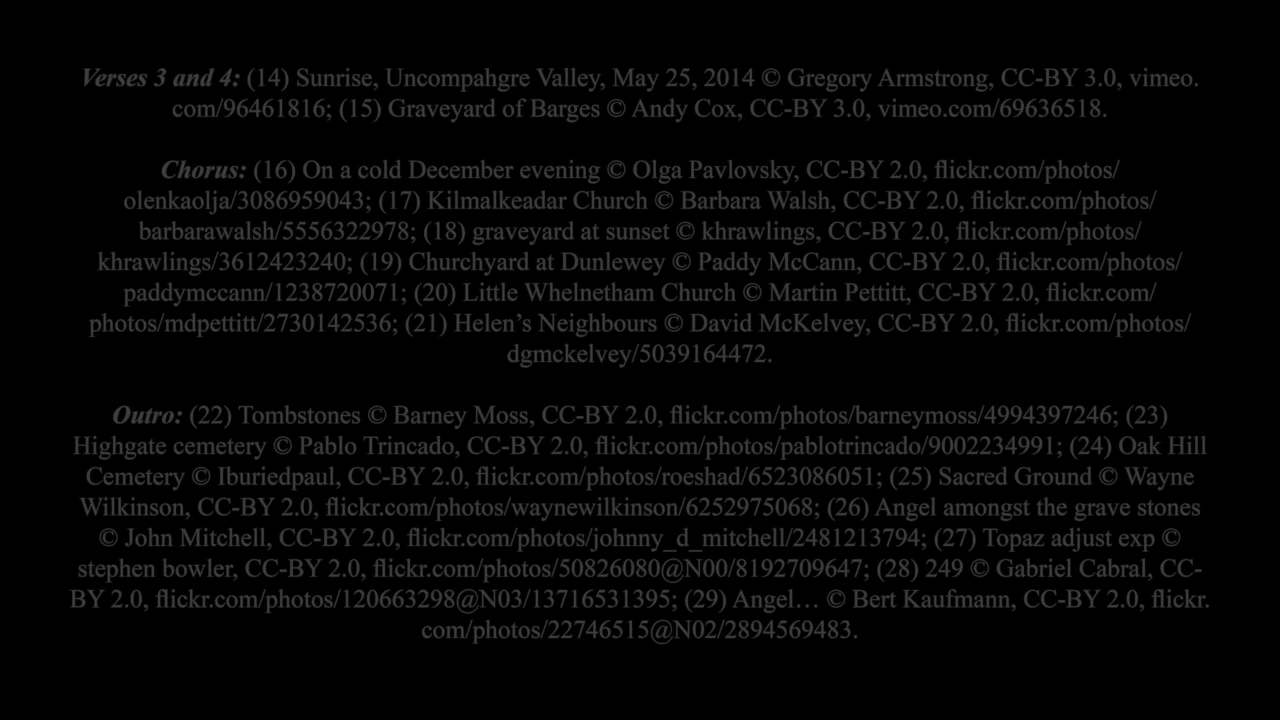 Verses 3 and 4: (14) Sunrise, Uncompahgre Valley, May 25, 2014 © Gregory Armstrong, CC-BY 3.0, vimeo.
com/96461816; (15) Graveyard of Barges © Andy Cox, CC-BY 3.0, vimeo.com/69636518.
Chorus: (16) On a cold December evening © Olga Pavlovsky, CC-BY 2.0, flickr.com/photos/
olenkaolja/3086959043; (17) Kilmalkeadar Church © Barbara Walsh, CC-BY 2.0, flickr.com/photos/
barbarawalsh/5556322978; (18) graveyard at sunset © khrawlings, CC-BY 2.0, flickr.com/photos/
khrawlings/3612423240; (19) Churchyard at Dunlewey © Paddy McCann, CC-BY 2.0, flickr.com/photos/
paddymccann/1238720071; (20) Little Whelnetham Church © Martin Pettitt, CC-BY 2.0, flickr.com/
photos/mdpettitt/2730142536; (21) Helen’s Neighbours © David McKelvey, CC-BY 2.0, flickr.com/photos/
dgmckelvey/5039164472.
Outro: (22) Tombstones © Barney Moss, CC-BY 2.0, flickr.com/photos/barneymoss/4994397246; (23)
Highgate cemetery © Pablo Trincado, CC-BY 2.0, flickr.com/photos/pablotrincado/9002234991; (24) Oak Hill
Cemetery © Iburiedpaul, CC-BY 2.0, flickr.com/photos/roeshad/6523086051; (25) Sacred Ground © Wayne
Wilkinson, CC-BY 2.0, flickr.com/photos/waynewilkinson/6252975068; (26) Angel amongst the grave stones
© John Mitchell, CC-BY 2.0, flickr.com/photos/johnny_d_mitchell/2481213794; (27) Topaz adjust exp ©
stephen bowler, CC-BY 2.0, flickr.com/photos/50826080@N00/8192709647; (28) 249 © Gabriel Cabral, CC-
BY 2.0, flickr.com/photos/120663298@N03/13716531395; (29) Angel… © Bert Kaufmann, CC-BY 2.0, flickr.
com/photos/22746515@N02/2894569483.